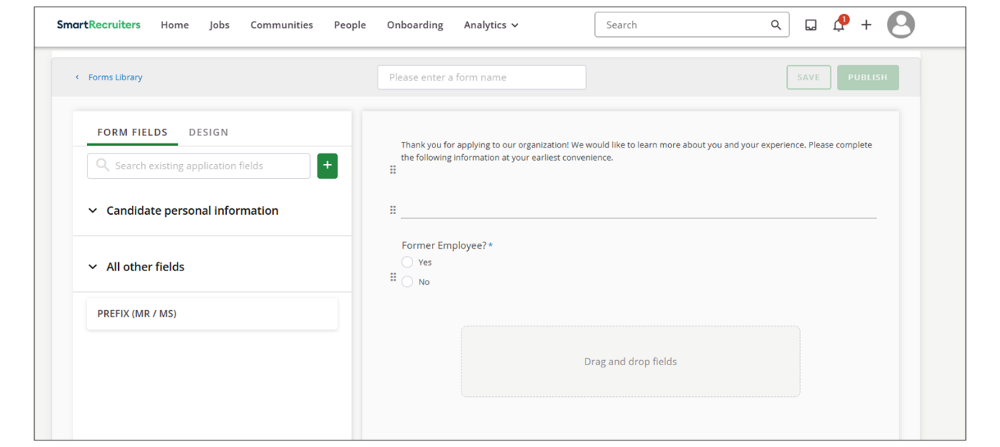 SmartRecruiters Home Jobs Communities People Onboarding Analytics Search 1
Forms Library Please enter a form name SAVE PUBLISH
FORM FIELDS DESIGN
Search existing application fields +
Candidate personal information
All other fields
PREFIX (MR / MS)
Thank you for applying to our organization! We would like to learn more about you and your experience. Please complete
the following information at your earliest convenience.
Former Employee?*
Yes
No
Drag and drop fields